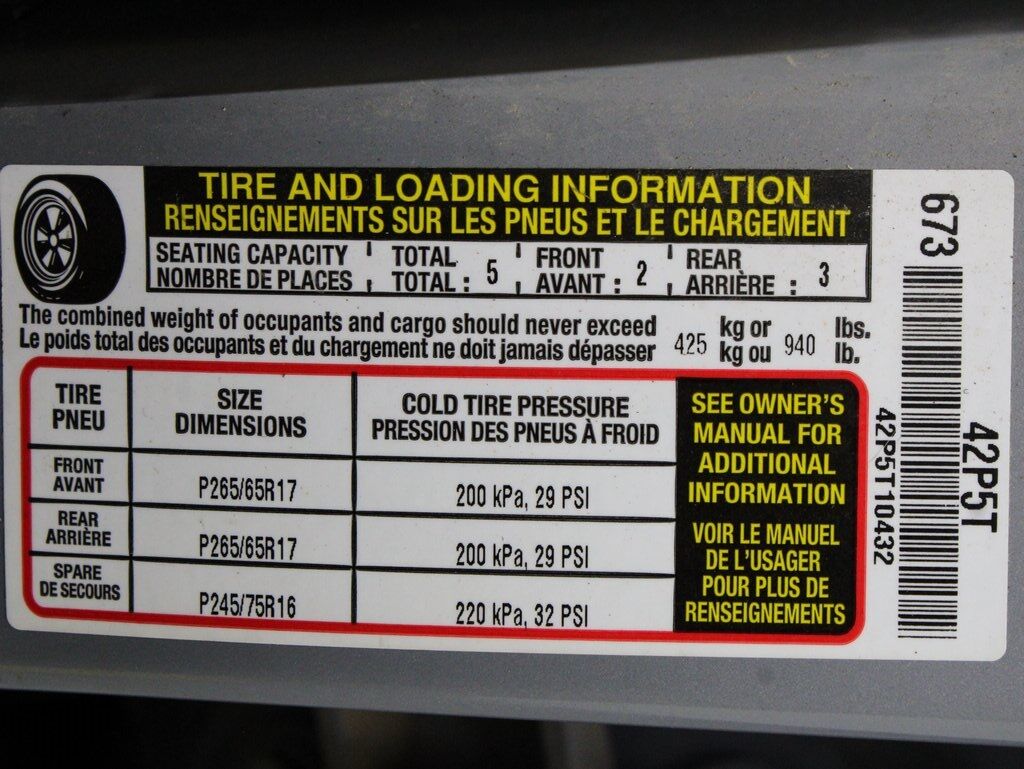 TIRE AND LOADING INFORMATION
RENSEIGNEMENTS SUR LES PNEUS ET LE CHARGEMENT
SEATING CAPACITY TOTAL FRONT REAR
NOMBRE DE PLACES TOTAL : 5 AVANT : 2 ARRIÈRE : 3
The combined weight of occupants and cargo should never exceed 425 kg or 940 lbs.
Le poids total des occupants et du chargement ne doit jamais dépasser kg ou lb.
TIRE
PNEU
SIZE
DIMENSIONS
COLD TIRE PRESSURE
PRESSION DES PNEUS À FROID
FRONT
AVANT
P265/65R17
200 kPa, 29 PSI
REAR
ARRIÈRE
P265/65R17
200 kPa, 29 PSI
SPARE
DE SECOURS
P245/75R16
220 kPa, 32 PSI
SEE OWNER'S
MANUAL FOR
ADDITIONAL
INFORMATION
VOIR LE MANUEL
DE L'USAGER
POUR PLUS DE
RENSEIGNEMENTS
673
42P5T10432
42P5T